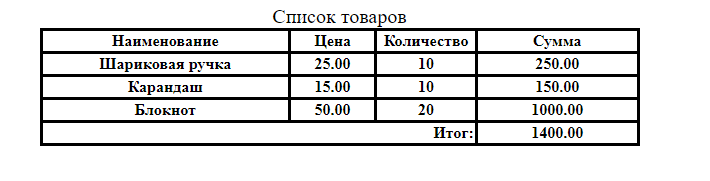 Список товаров
Наименование Цена Количество Сумма
Шариковая ручка 25.00 10 250.00
Карандаш 15.00 10 150.00
Блокнот 50.00 20 1000.00
Итог: 1400.00